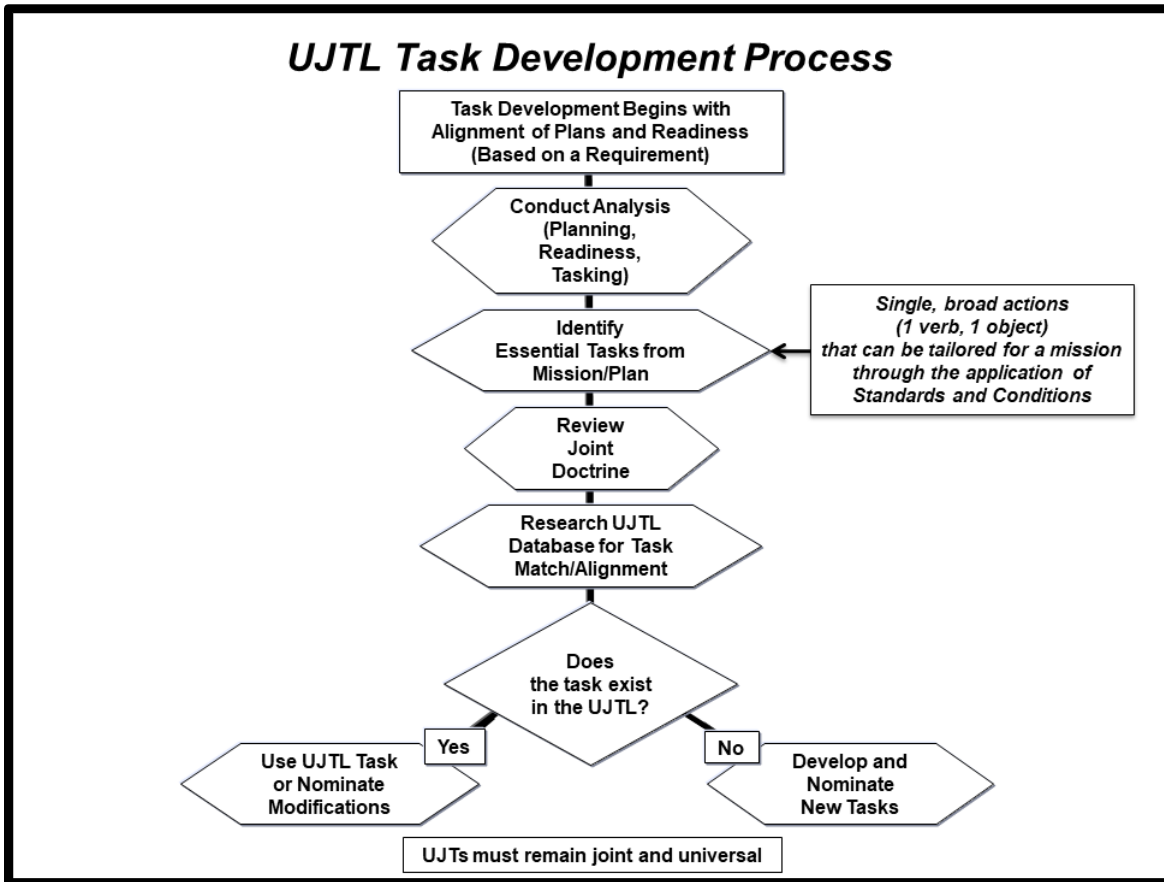 UJTL Task Development Process
Task Development Begins with
Alignment of Plans and Readiness
(Based on a Requirement)
Conduct Analysis
(Planning,
Readiness,
Tasking)
Identify
Essential Tasks from
Mission/Plan
Single, broad actions
(1 verb, 1 object)
that can be tailored for a mission
through the application of
Standards and Conditions
Review
Joint
Doctrine
Research UJTL
Database for Task
Match/Alignment
Does
the task exist
in the UJTL?
Yes
No
Use UJTL Task
or Nominate
Modifications
Develop and
Nominate
New Tasks
UJTs must remain joint and universal